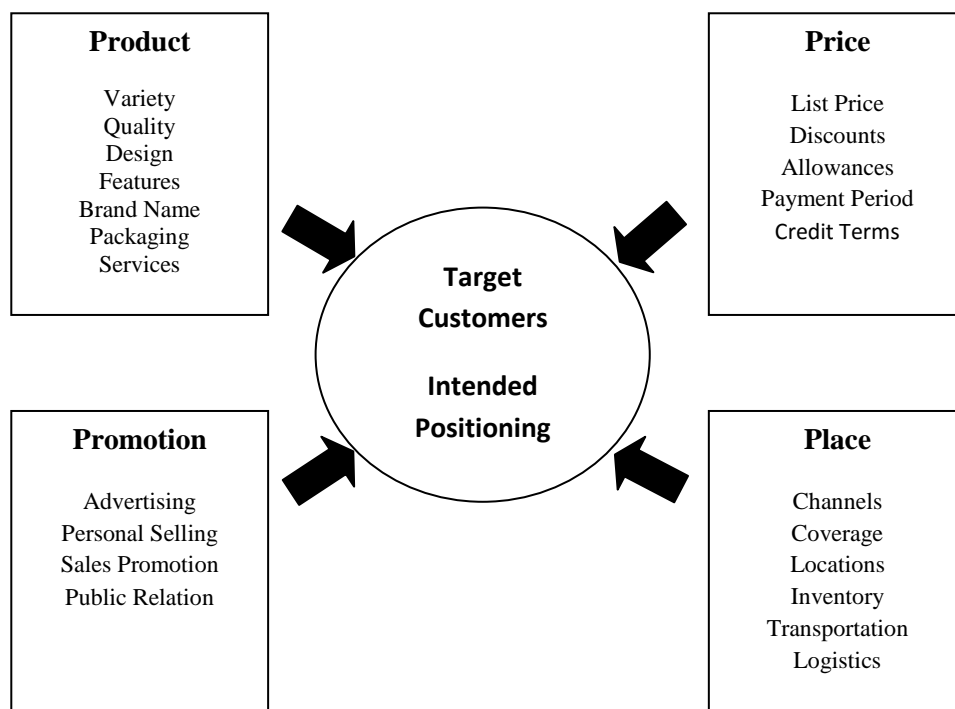 Product
Variety
Quality
Design
Features
Brand Name
Packaging
Services
Price
List Price
Discounts
Allowances
Payment Period
Credit Terms
Target
Customers
Intended
Positioning
Promotion
Advertising
Personal Selling
Sales Promotion
Public Relation
Place
Channels
Coverage
Locations
Inventory
Transportation
Logistics